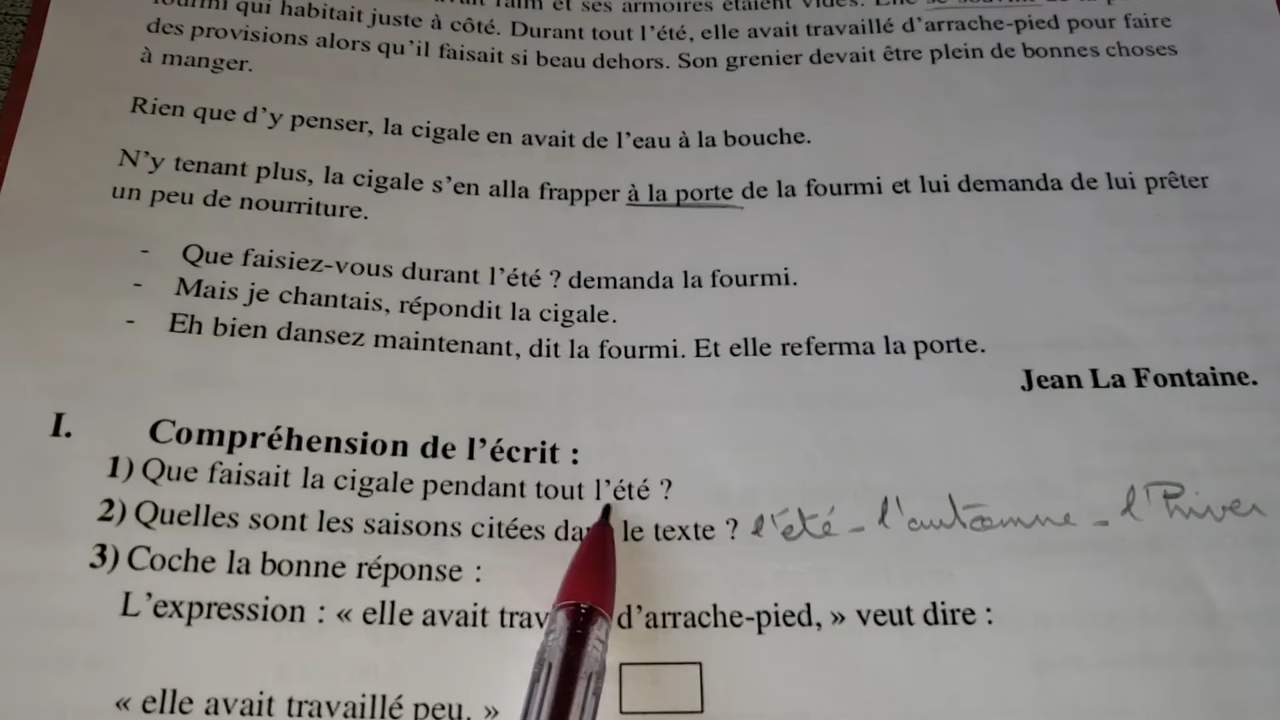 faim et ses armoires étaient vides.
qui habitait juste à côté. Durant tout l'été, elle avait travaillé d'arrache-pied pour faire
des provisions alors qu'il faisait si beau dehors. Son grenier devait être plein de bonnes choses
à manger.
Rien que d'y penser, la cigale en avait de l'eau à la bouche.
N'y tenant plus, la cigale s'en alla frapper à la porte de la fourmi et lui demanda de lui prêter
un peu de nourriture.
- Que faisiez-vous durant l'été ? demanda la fourmi.
- Mais je chantais, répondit la cigale.
- Eh bien dansez maintenant, dit la fourmi. Et elle referma la porte.
Jean La Fontaine.
I. Compréhension de l'écrit :
1) Que faisait la cigale pendant tout l'été ?
2) Quelles sont les saisons citées da le texte ? l'été - l'automne - l'hiver
3) Coche la bonne réponse :
L'expression : « elle avait trav d'arrache-pied, » veut dire :
« elle avait travaillé peu. »